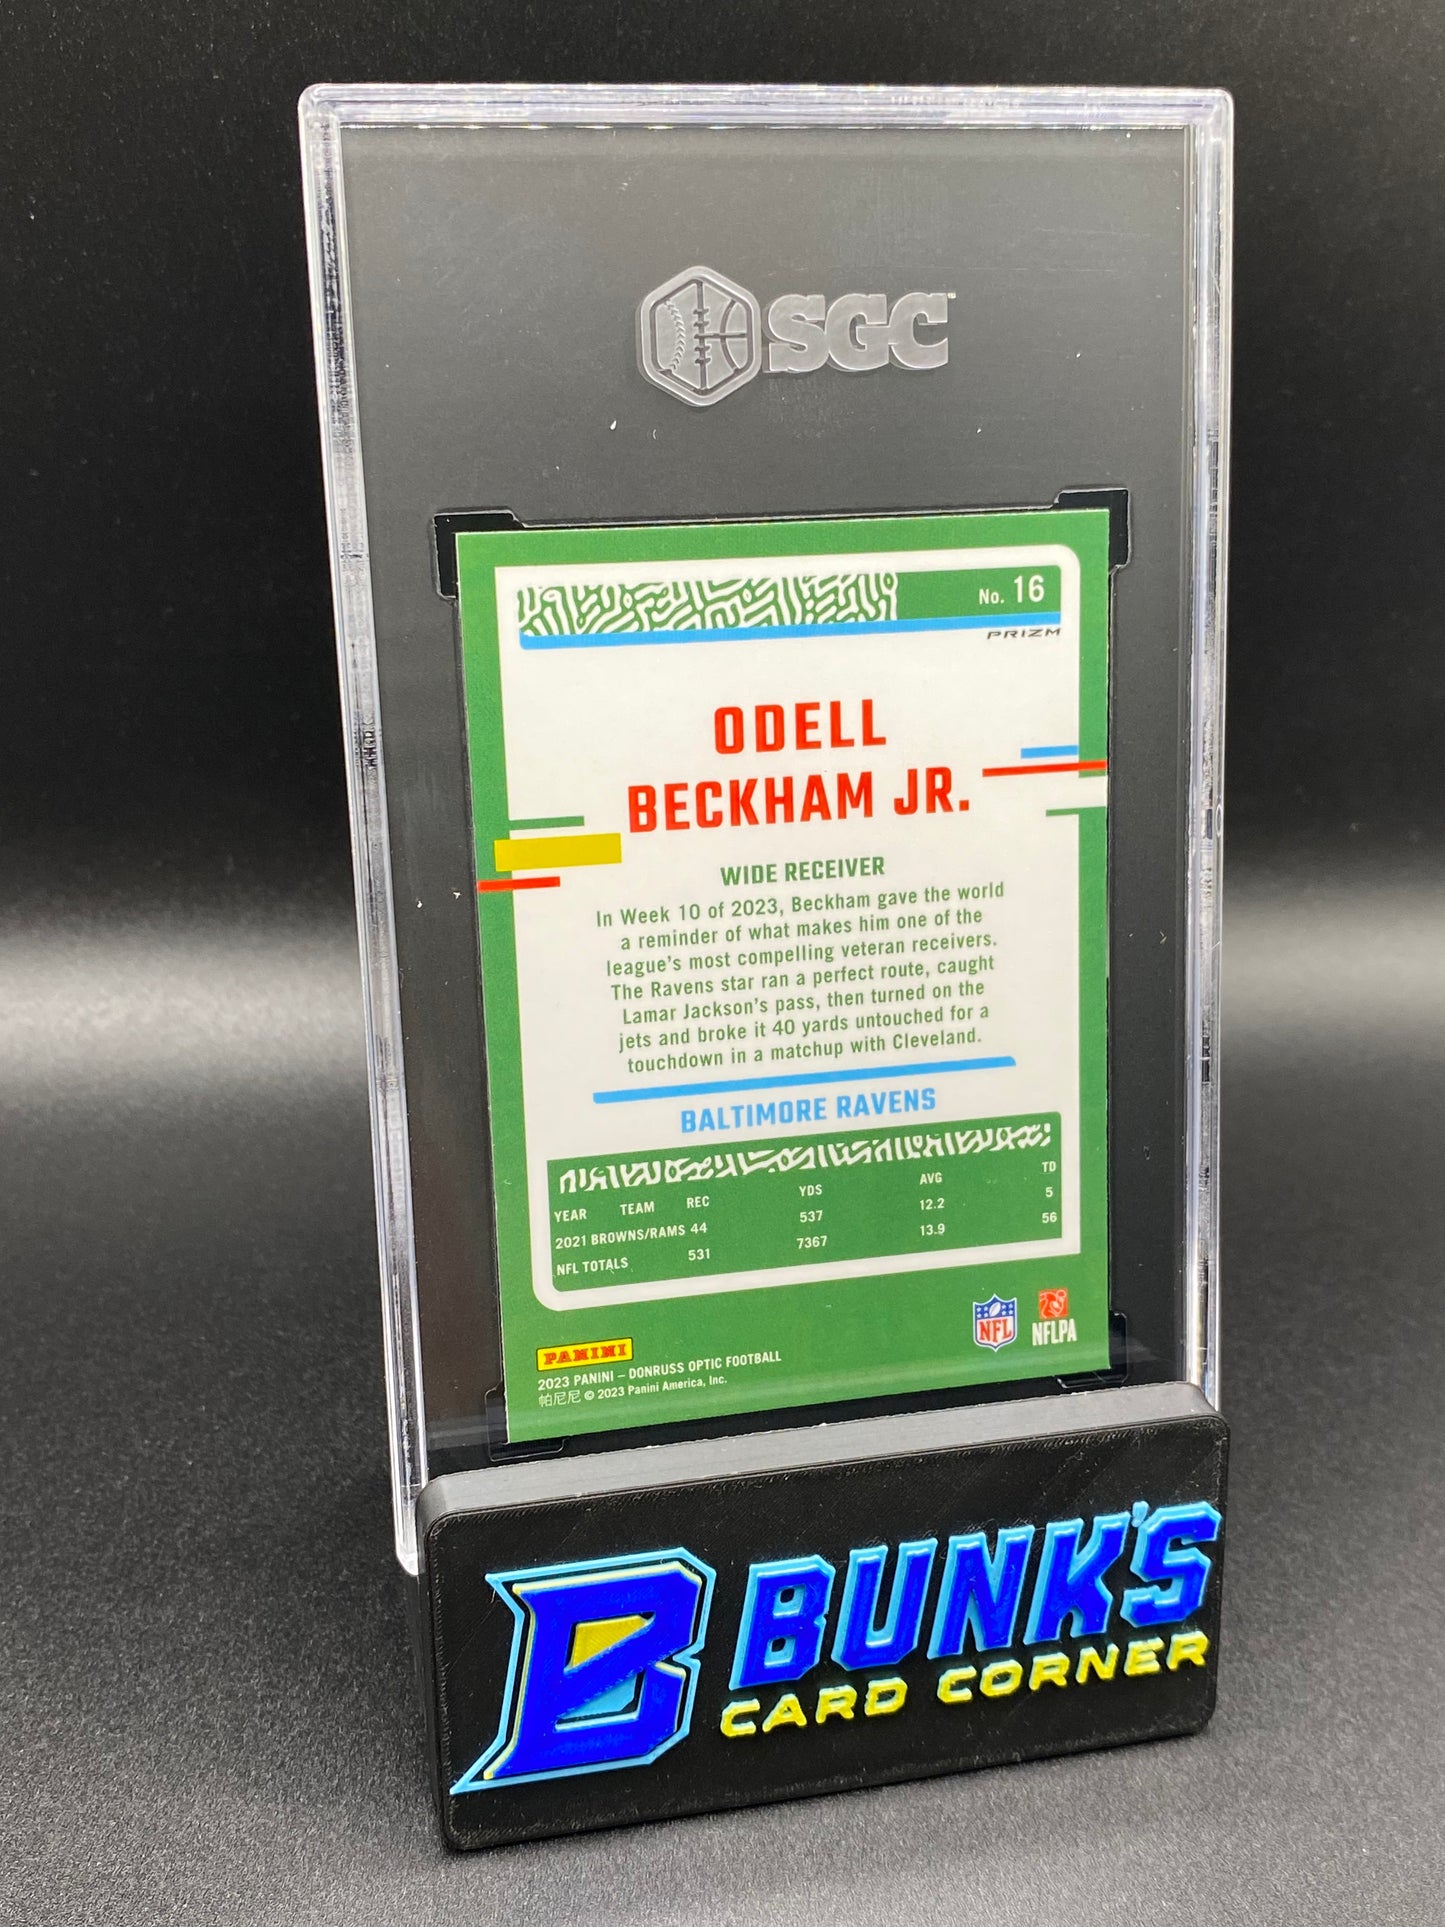 SGC
No. 16
PRIZM
ODELL
BECKHAM JR.
WIDE RECEIVER
In Week 10 of 2023, Beckham gave the world
a reminder of what makes him one of the
league's most compelling veteran receivers.
The Ravens star ran a perfect route, caught
Lamar Jackson's pass, then turned on the
jets and broke it 40 yards untouched for a
touchdown in a matchup with Cleveland.
BALTIMORE RAVENS
YEAR TEAM REC YDS AVG TD
2021 BROWNS/RAMS 44 537 12.2 5
NFL TOTALS 531 7367 13.9 56
NFL
NFLPA
PANINI
2023 PANINI – DONRUSS OPTIC FOOTBALL
帕尼尼 © 2023 Panini America, Inc.
B BUNK'S
CARD CORNER